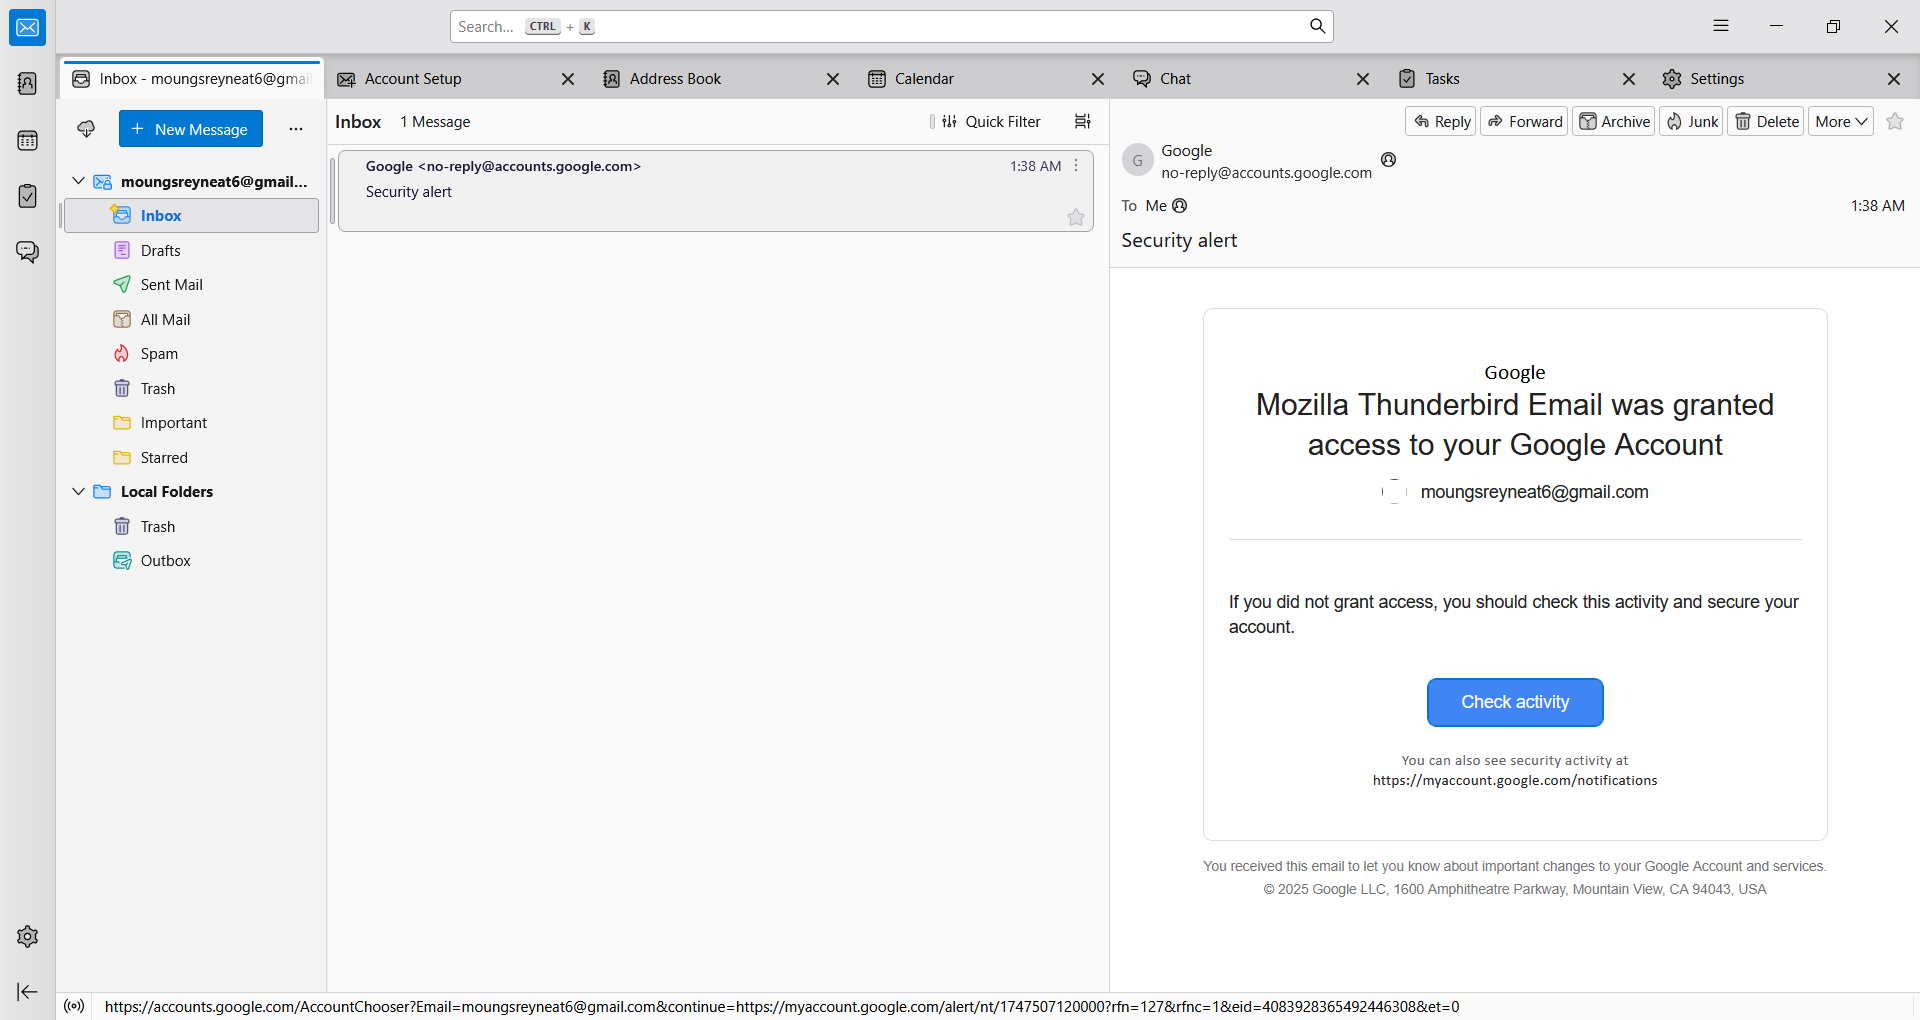 Search... CTRL + K
Inbox - moungsreyneat6@gmai
Account Setup
Address Book
Calendar
Chat
Tasks
Settings
New Message
moungsreyneat6@gmail...
Inbox
Drafts
Sent Mail
All Mail
Spam
Trash
Important
Starred
Local Folders
Trash
Outbox
Inbox 1 Message
Quick Filter
Google <no-reply@accounts.google.com> 1:38 AM
Security alert
Reply Forward Archive Junk Delete More
G
Google
no-reply@accounts.google.com
To Me 1:38 AM
Security alert
Google
Mozilla Thunderbird Email was granted
access to your Google Account
moungsreyneat6@gmail.com
If you did not grant access, you should check this activity and secure your
account.
Check activity
You can also see security activity at
https://myaccount.google.com/notifications
You received this email to let you know about important changes to your Google Account and services.
© 2025 Google LLC, 1600 Amphitheatre Parkway, Mountain View, CA 94043, USA
https://accounts.google.com/AccountChooser?Email=moungsreyneat6@gmail.com&continue=https://myaccount.google.com/alert/nt/1747507120000?rfn=127&rfnc=1&eid=4083928365492446308&et=0